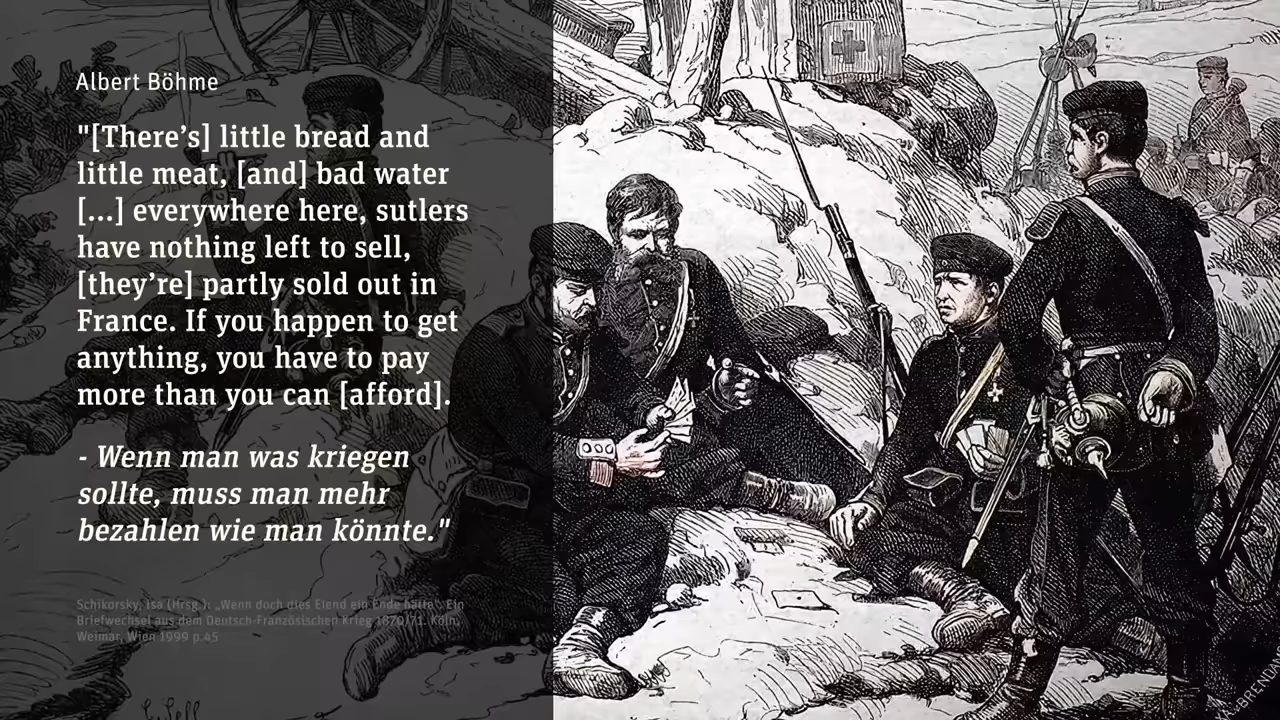 Albert Böhme
"[There’s] little bread and
little meat, [and] bad water
[...] everywhere here, sutlers
have nothing left to sell,
[they’re] partly sold out in
France. If you happen to get
anything, you have to pay
more than you can [afford].
- Wenn man was kriegen
sollte, muss man mehr
bezahlen wie man könnte."
Schikorsky, Isa (Hrsg.): „Wenn doch dies Elend ein Ende hätte“. Ein
Briefwechsel aus dem Deutsch-Französischen Krieg 1870/71. Köln,
Weimar, Wien 1999 p.45